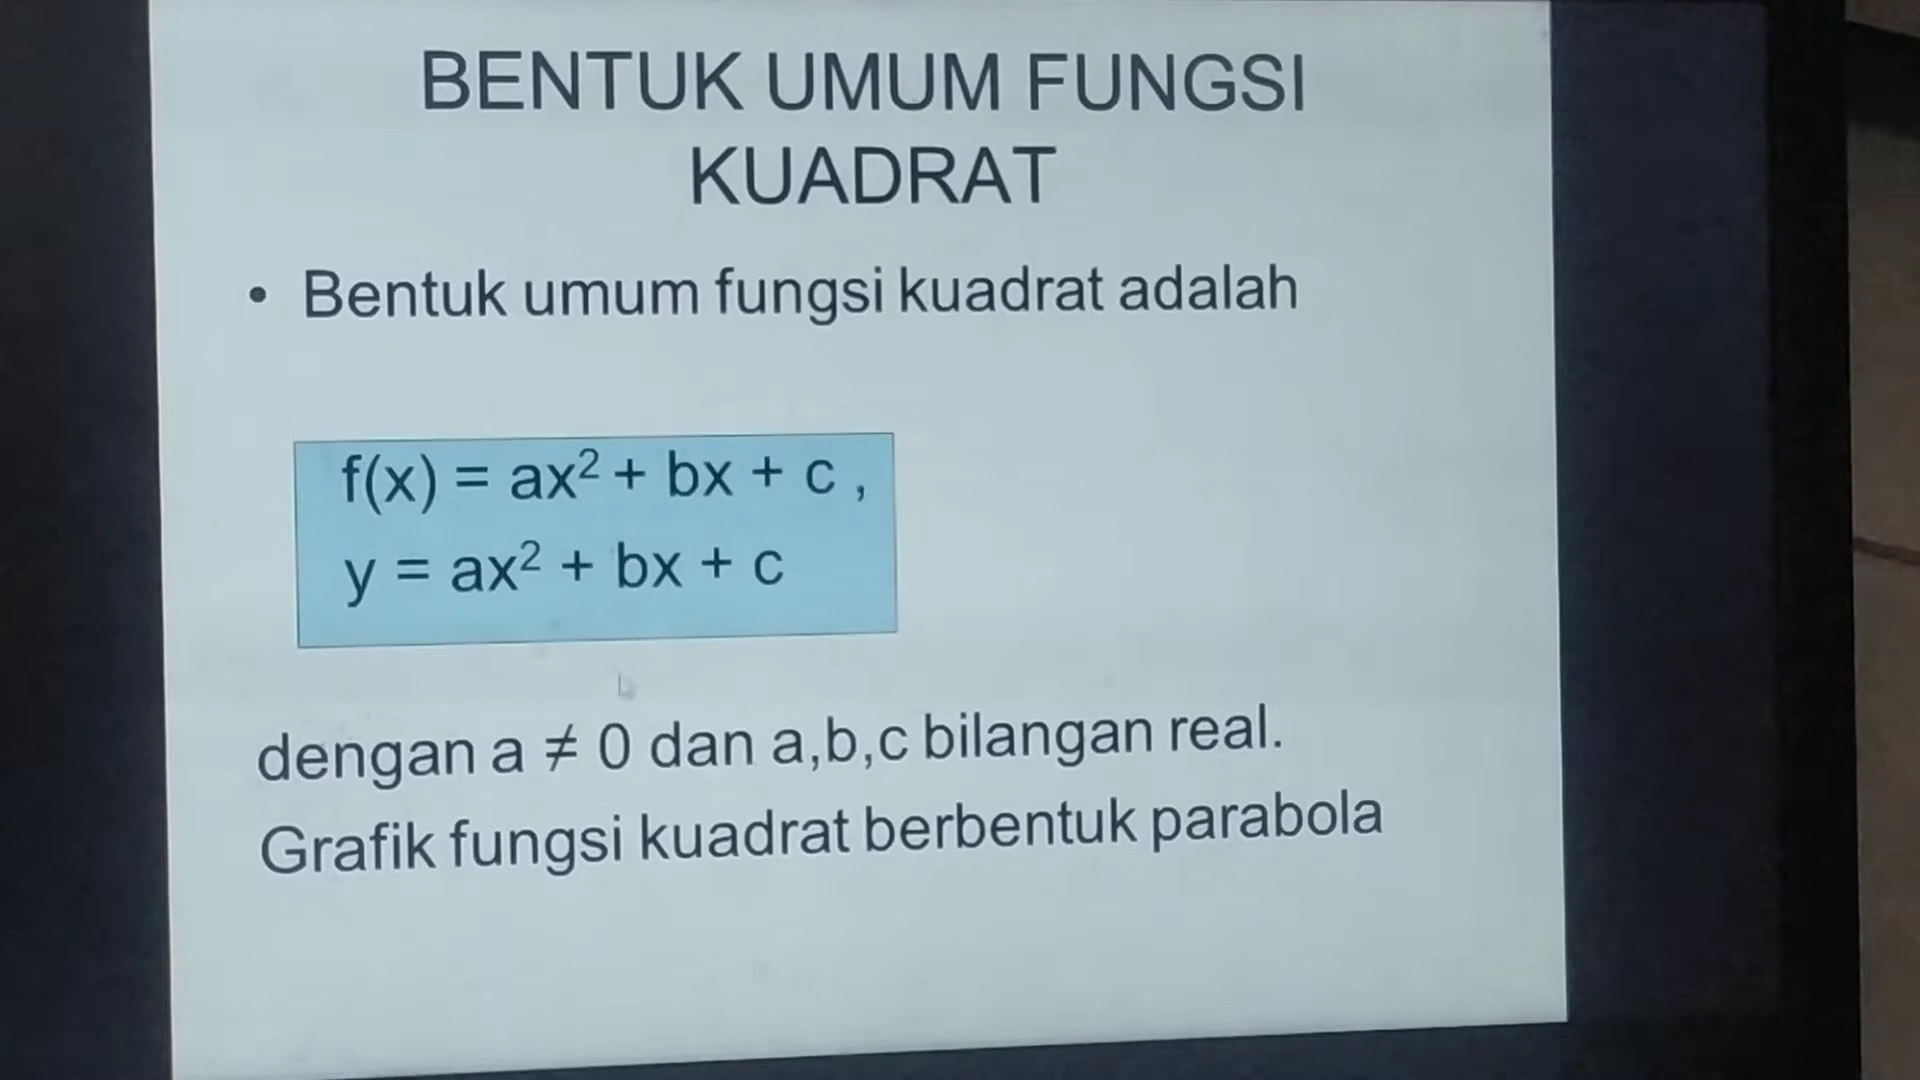 BENTUK UMUM FUNGSI
KUADRAT
• Bentuk umum fungsi kuadrat adalah
f(x) = ax² + bx + c ,
y = ax² + bx + c
dengan a ≠ 0 dan a,b,c bilangan real.
Grafik fungsi kuadrat berbentuk parabola